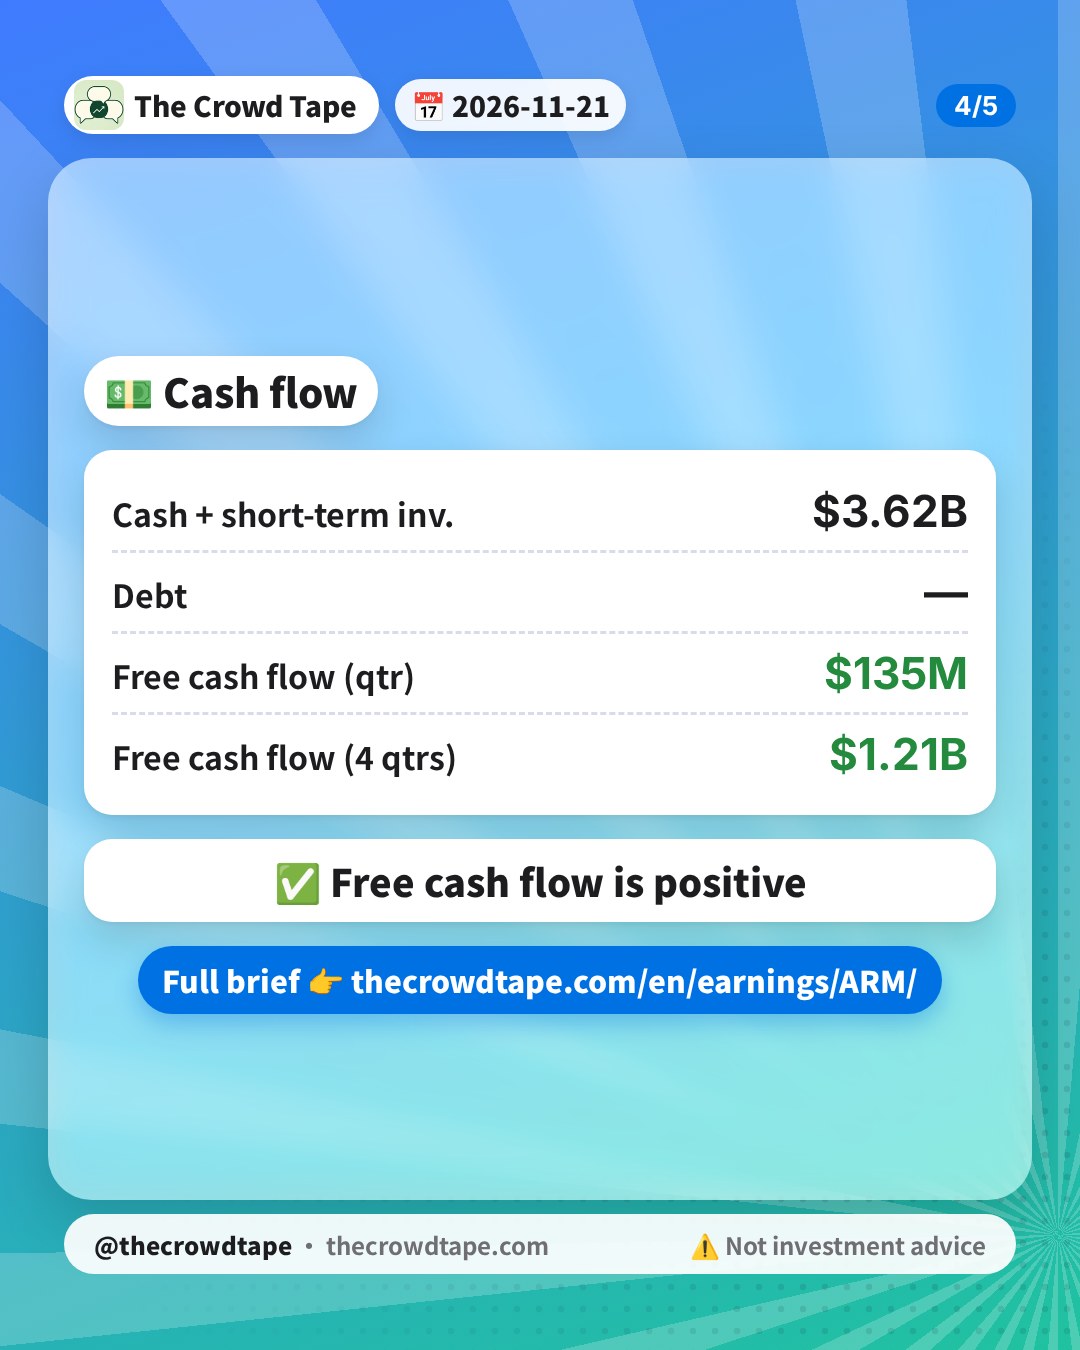 The Crowd Tape
📅 2026-11-21
4/5
💵 Cash flow
Cash + short-term inv. $3.62B
Debt —
Free cash flow (qtr) $135M
Free cash flow (4 qtrs) $1.21B
✅ Free cash flow is positive
Full brief 👉 thecrowdtape.com/en/earnings/ARM/
@thecrowdtape • thecrowdtape.com
⚠️ Not investment advice